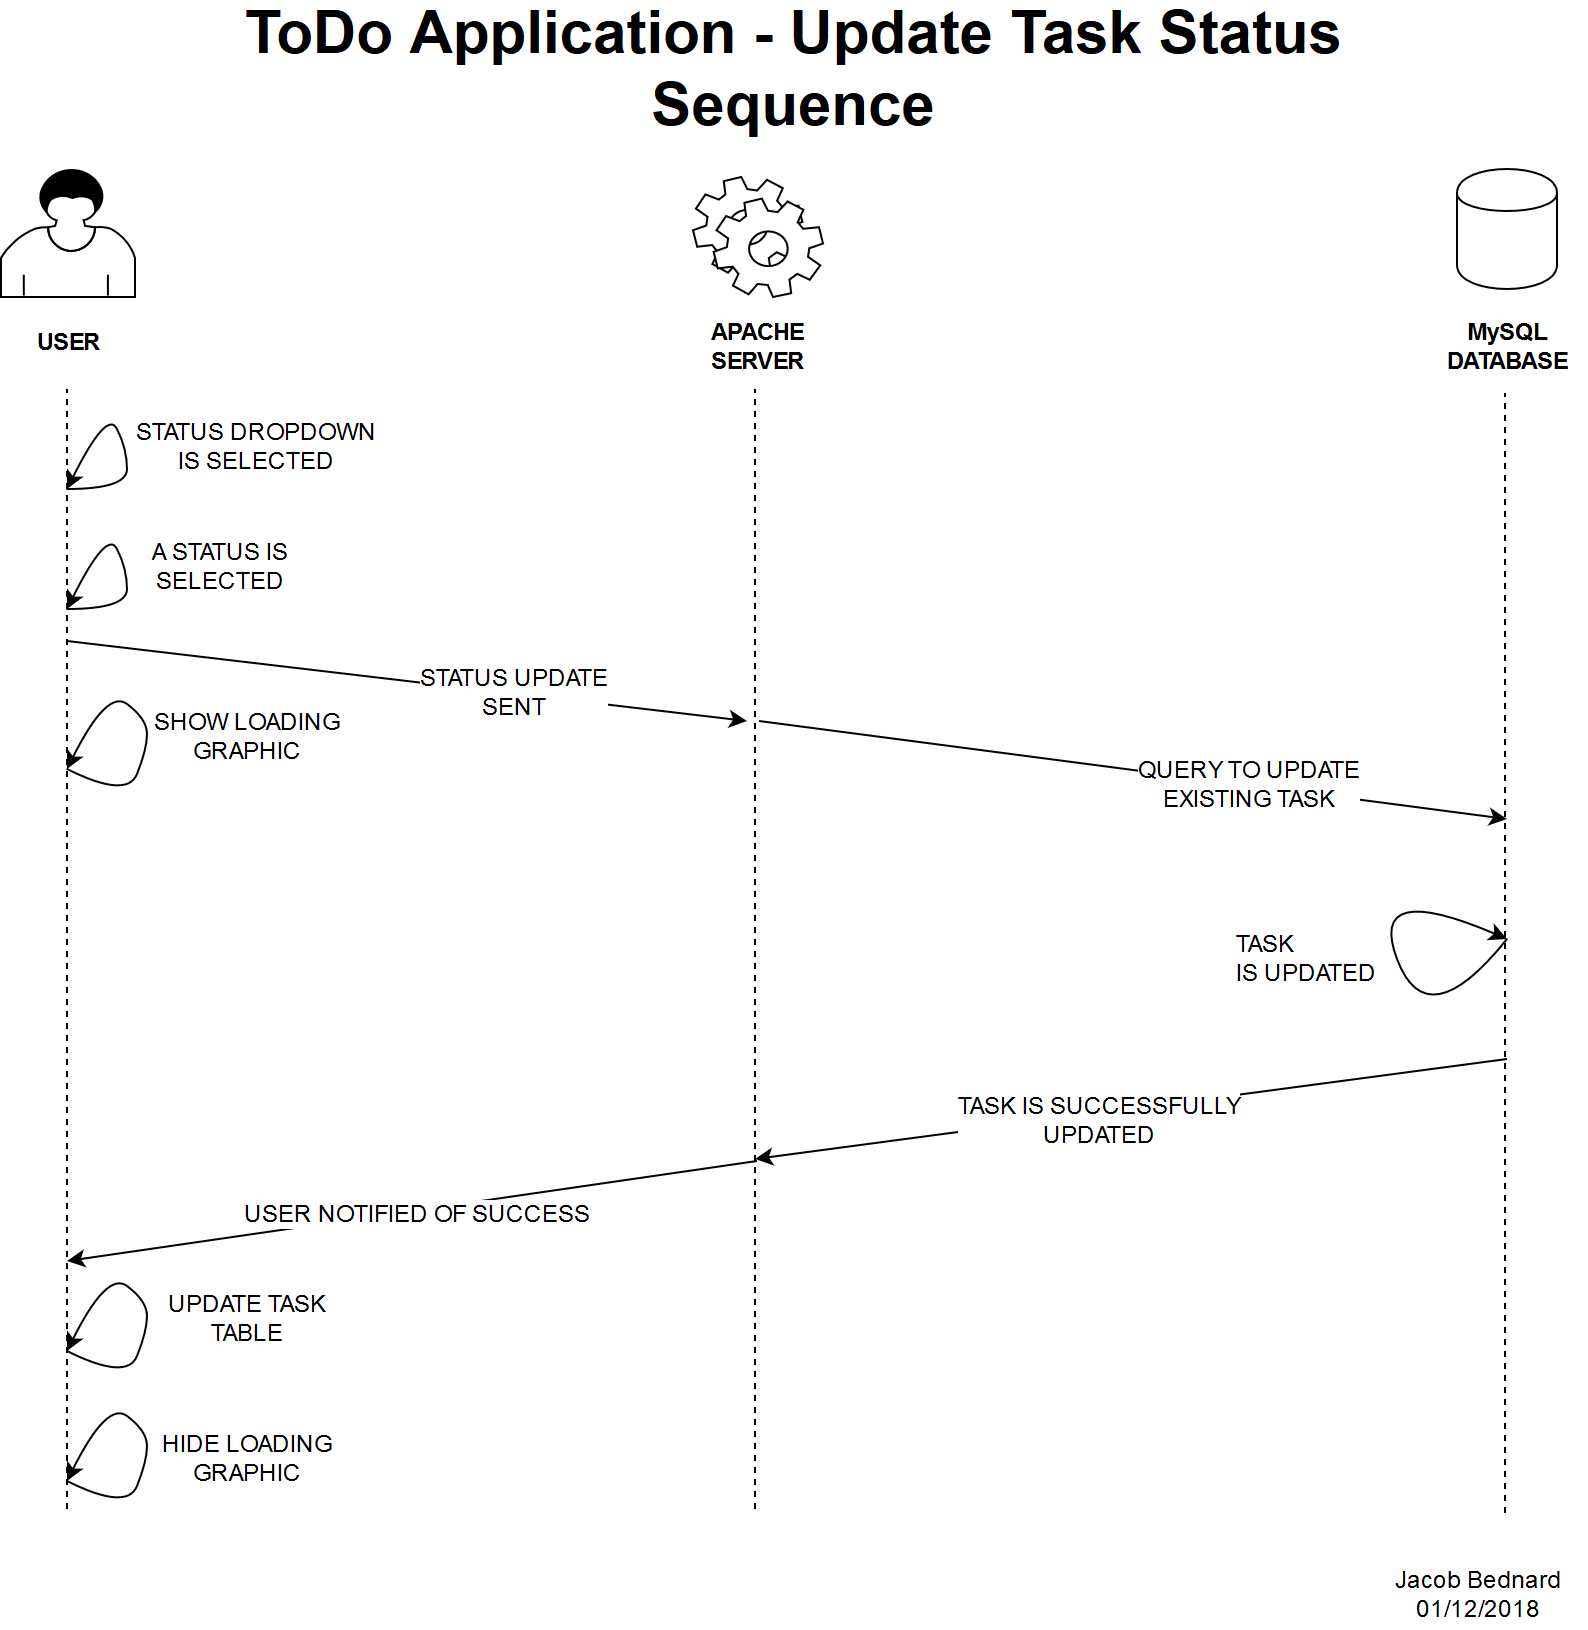 ToDo Application - Update Task Status
Sequence
USER
APACHE
SERVER
MySQL
DATABASE
STATUS DROPDOWN
IS SELECTED
A STATUS IS
SELECTED
STATUS UPDATE
SENT
SHOW LOADING
GRAPHIC
QUERY TO UPDATE
EXISTING TASK
TASK
IS UPDATED
TASK IS SUCCESSFULLY
UPDATED
USER NOTIFIED OF SUCCESS
UPDATE TASK
TABLE
HIDE LOADING
GRAPHIC
Jacob Bednard
01/12/2018